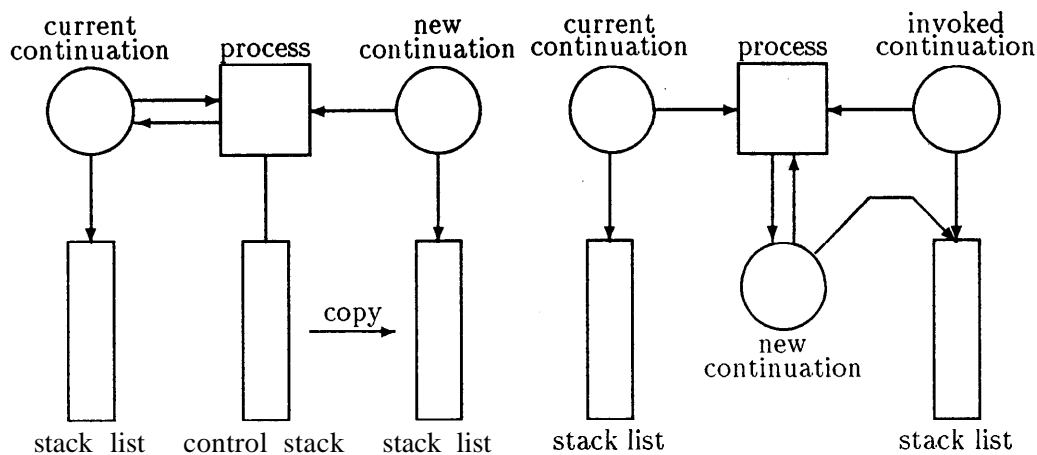 current
continuation
process
new
continuation
copy
stack list
control stack
stack list
current
continuation
process
invoked
continuation
new
continuation
stack list
stack list